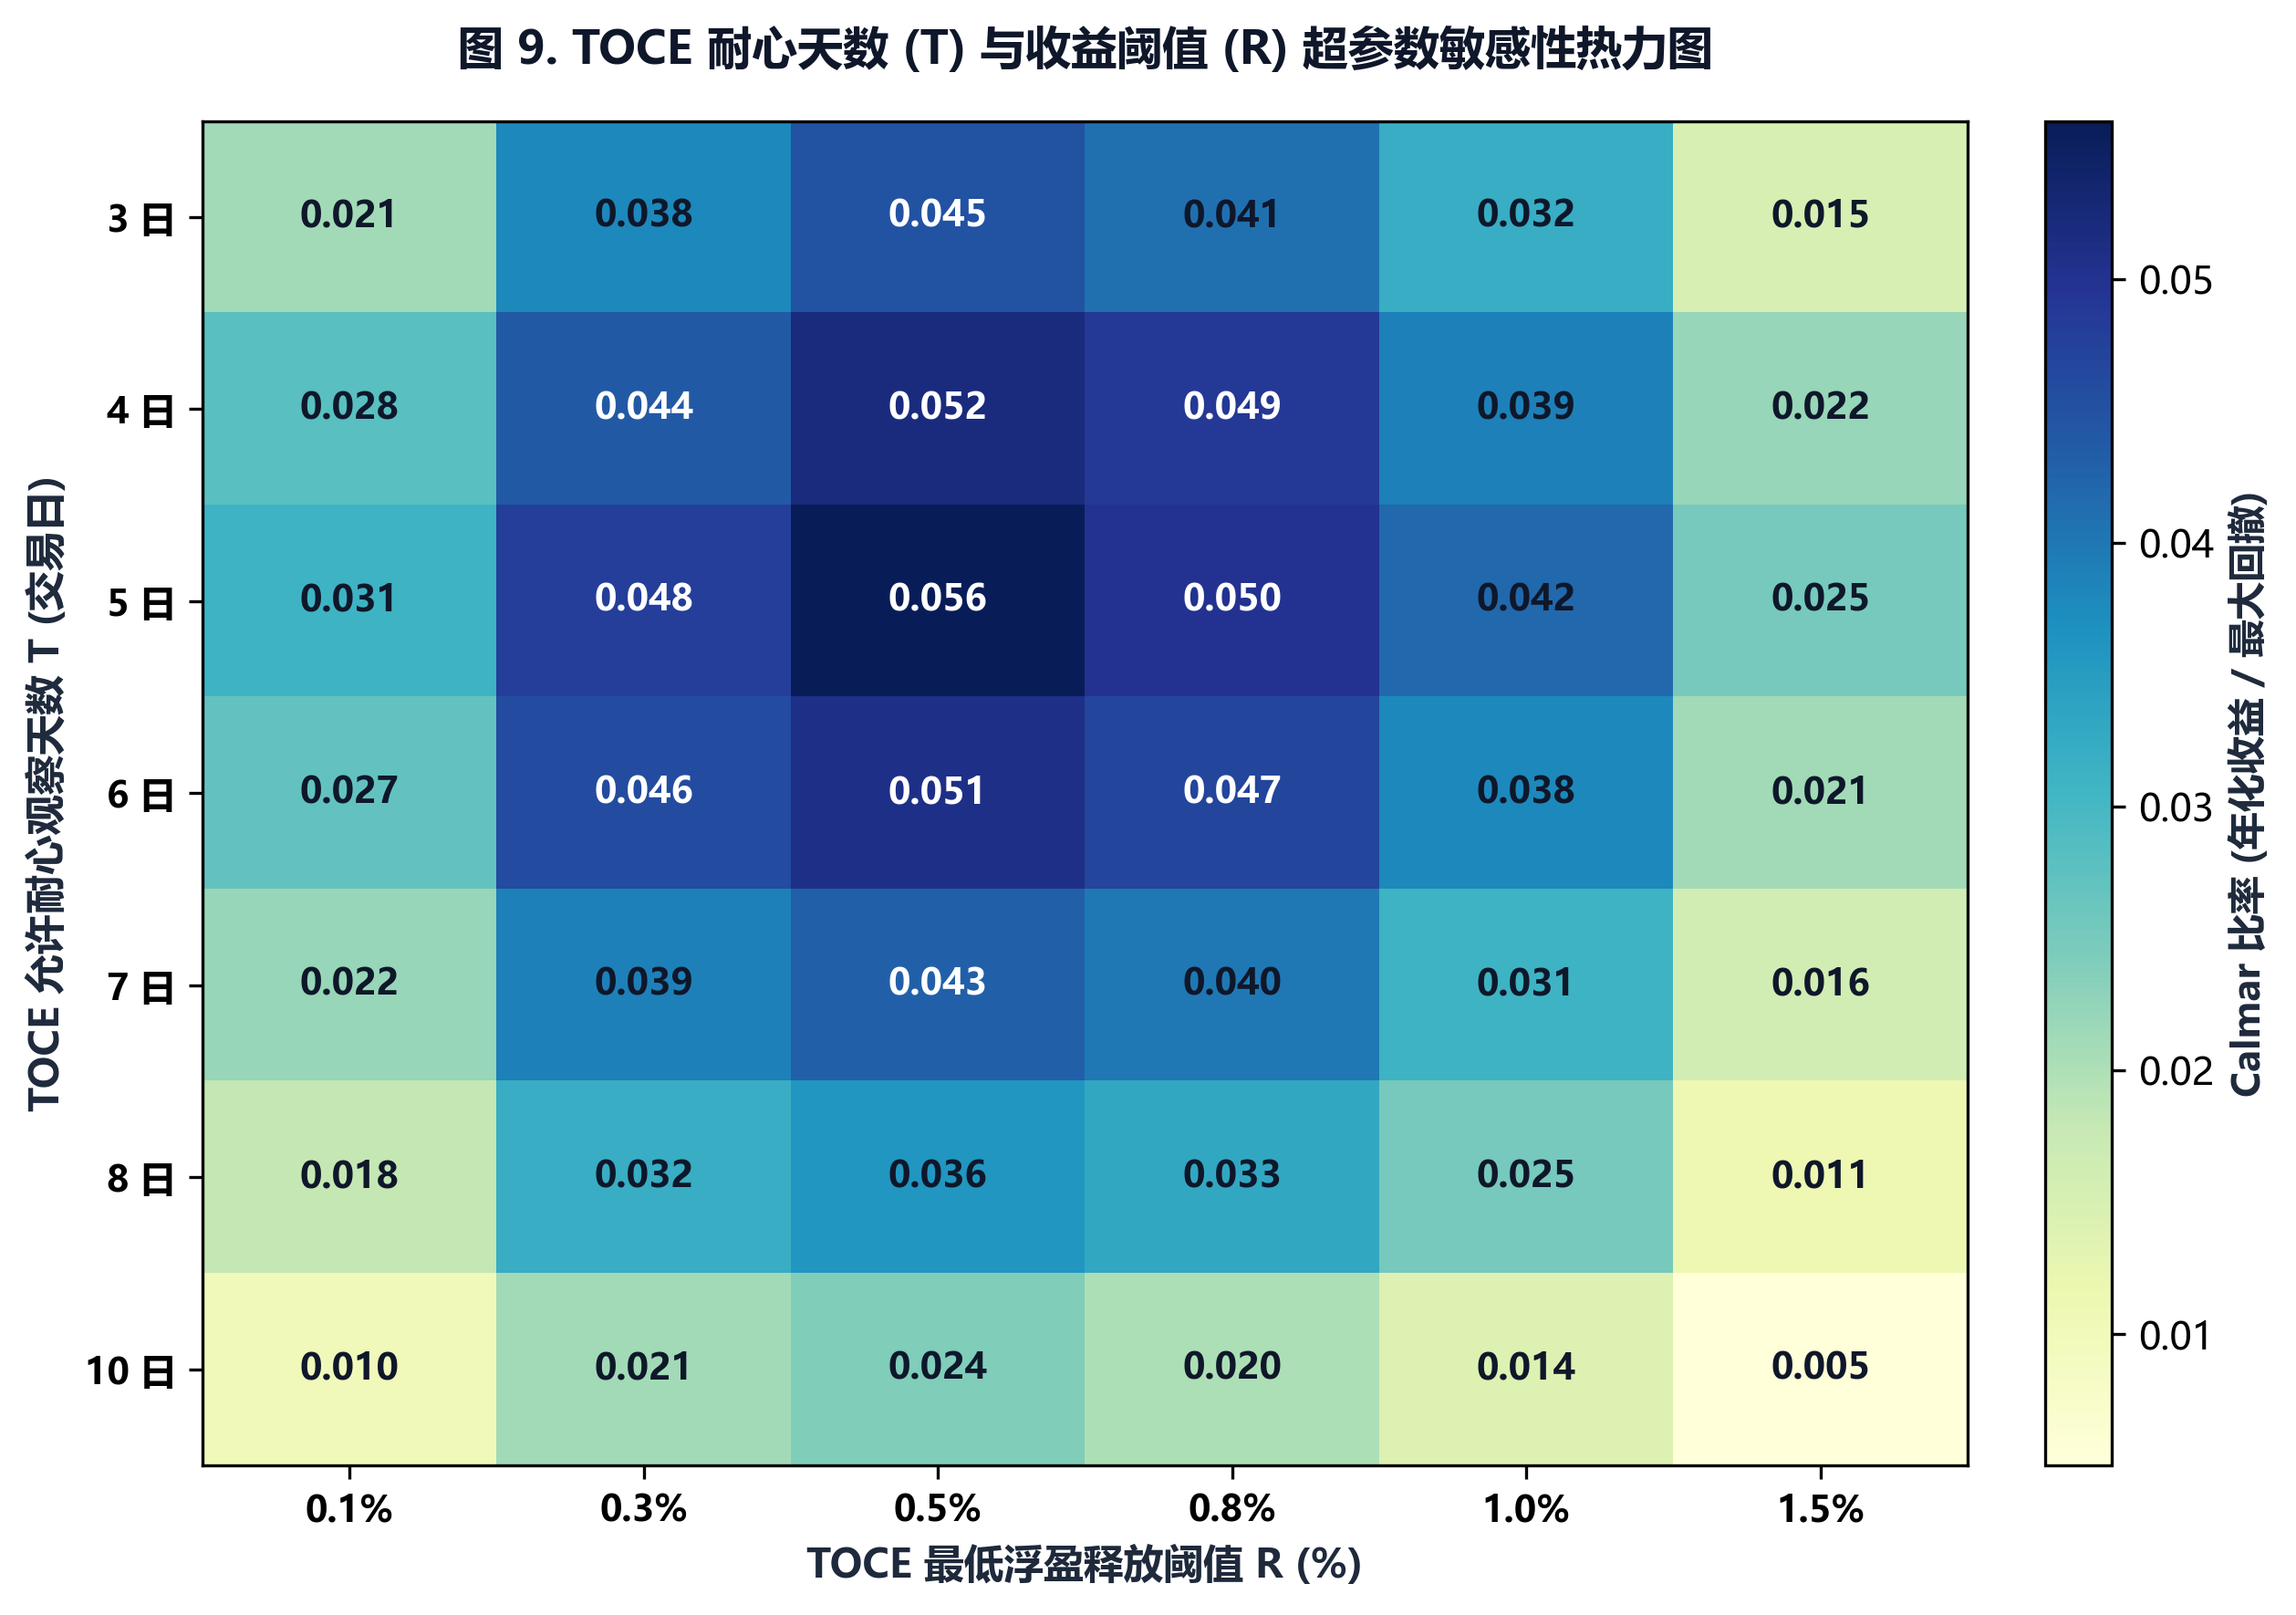 图 9. TOCE 耐心天数 (T) 与收益阈值 (R) 超参数敏感性热力图
TOCE 允许耐心观察天数 T (交易日)
3 日 0.021 0.038 0.045 0.041 0.032 0.015
4 日 0.028 0.044 0.052 0.049 0.039 0.022
5 日 0.031 0.048 0.056 0.050 0.042 0.025
6 日 0.027 0.046 0.051 0.047 0.038 0.021
7 日 0.022 0.039 0.043 0.040 0.031 0.016
8 日 0.018 0.032 0.036 0.033 0.025 0.011
10 日 0.010 0.021 0.024 0.020 0.014 0.005
0.1% 0.3% 0.5% 0.8% 1.0% 1.5%
TOCE 最低浮盈释放阈值 R (%)
0.05
0.04
0.03
0.02
0.01
Calmar 比率 (年化收益 / 最大回撤)